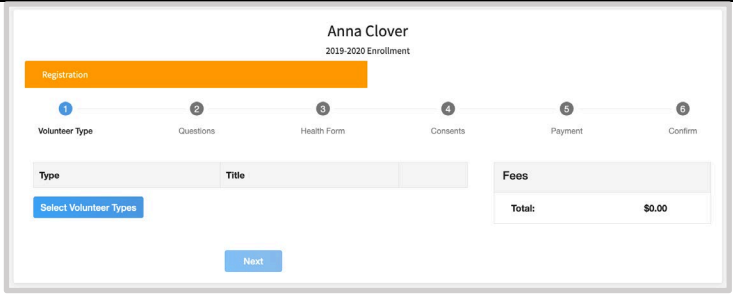 Anna Clover
2019-2020 Enrollment
Registration
1 2 3 4 5 6
Volunteer Type Questions Health Form Consents Payment Confirm
Type Title
Fees
Select Volunteer Types
Total: $0.00
Next